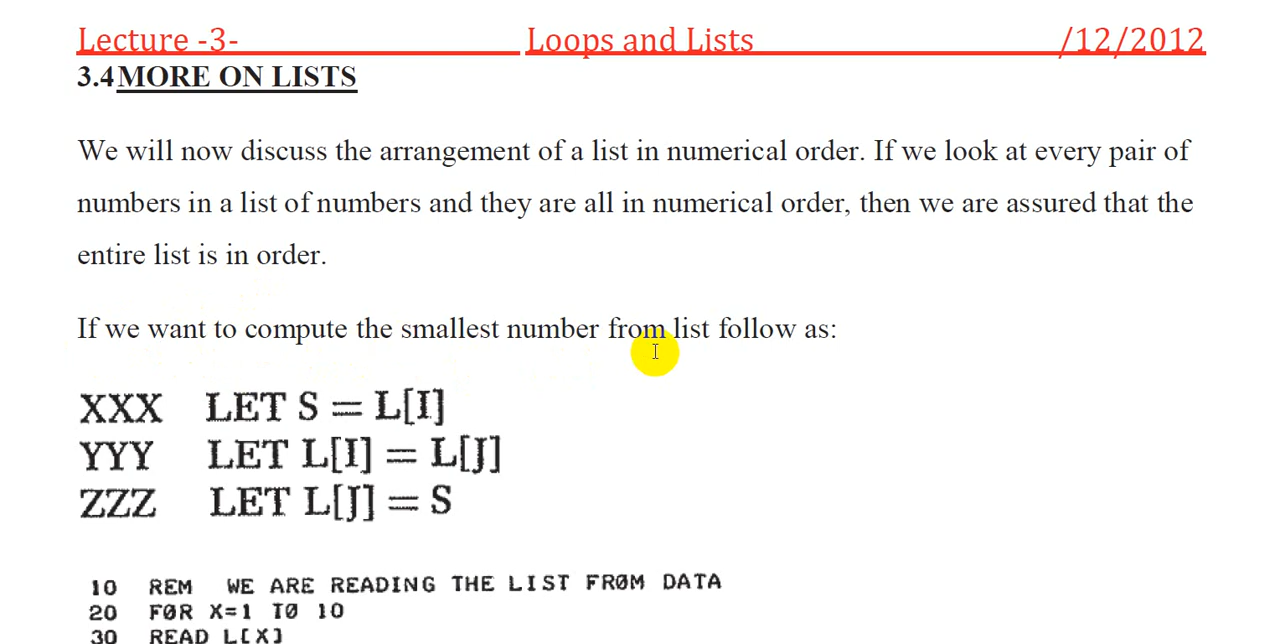 Lecture -3- Loops and Lists /12/2012
3.4MORE ON LISTS
We will now discuss the arrangement of a list in numerical order. If we look at every pair of
numbers in a list of numbers and they are all in numerical order, then we are assured that the
entire list is in order.
If we want to compute the smallest number from list follow as:
XXX LET S = L[I]
YYY LET L[I] = L[J]
ZZZ LET L[J] = S
10 REM WE ARE READING THE LIST FRØM DATA
20 FØR X=1 TØ 10
30 READ L[X]